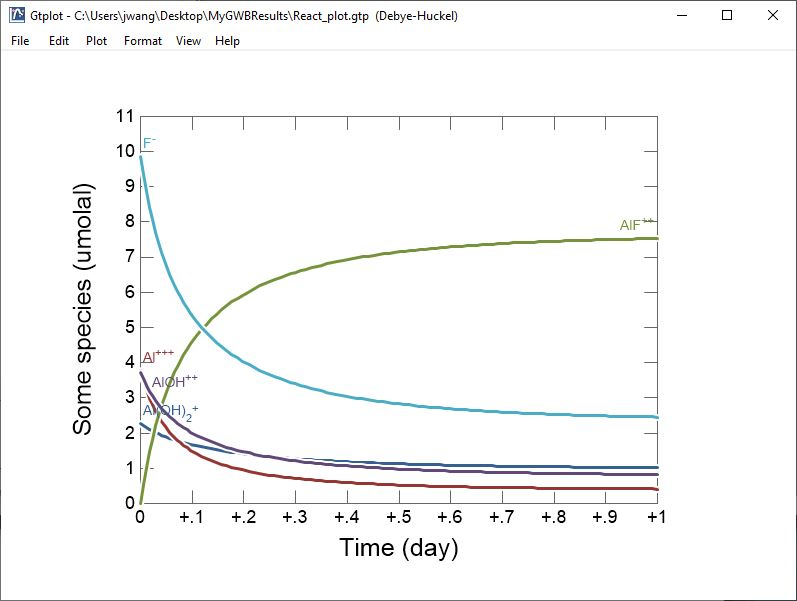 Gtplot - C:\Users\jwang\Desktop\MyGWBResults\React_plot.gtp (Debye-Huckel)
File Edit Plot Format View Help
Some species (umolal)
11
10
9
8
7
6
5
4
3
2
1
0
F-
AlF++
Al+++
AlOH++
Al(OH)2+
0 +.1 +.2 +.3 +.4 +.5 +.6 +.7 +.8 +.9 +1
Time (day)